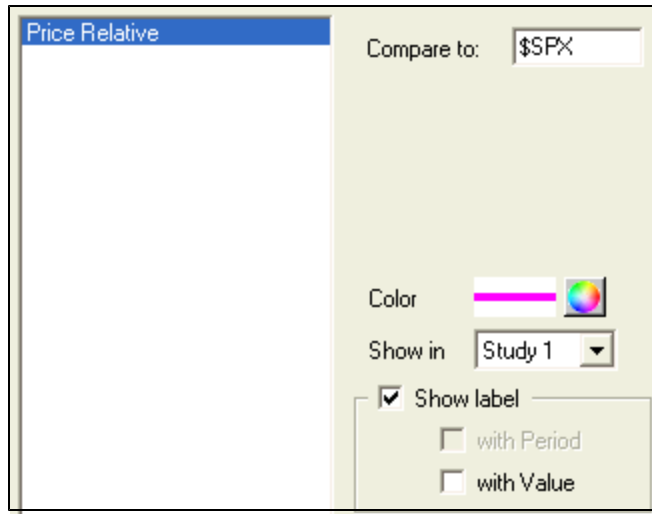 Price Relative
Compare to: $SPX
Color
Show in Study 1
Show label
with Period
with Value